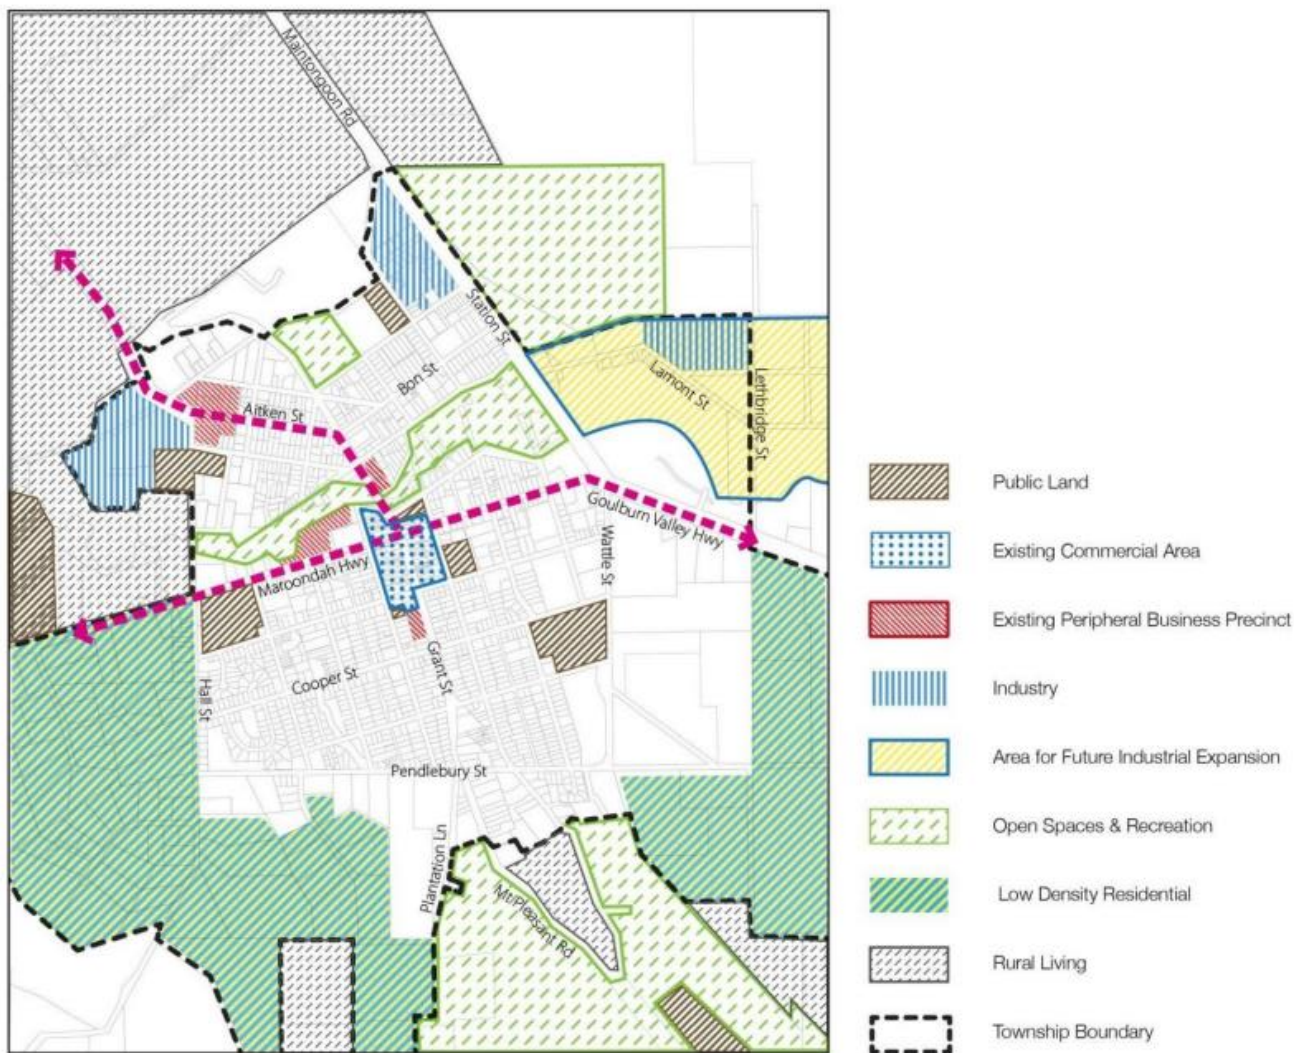 Maintongoon Rd
Station St
Bon St
Lamont St
Lethbridge St
Aitken St
Goulburn Valley Hwy
Maroondah Hwy
Wattle St
Grant St
Cooper St
Hall St
Pendlebury St
Plantation Ln
Mt/Pleasant Rd
Public Land
Existing Commercial Area
Existing Peripheral Business Precinct
Industry
Area for Future Industrial Expansion
Open Spaces & Recreation
Low Density Residential
Rural Living
Township Boundary